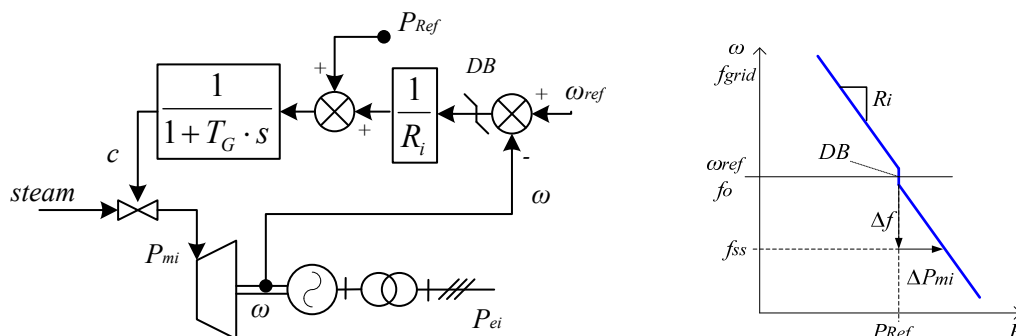 P_Ref
ω
f_grid
+
DB
+
ω_ref
R_i
1
1 + T_G · s
1
R_i
+
-
ω
c
steam
P_mi
ω
P_ei
DB
ω_ref
f_o
Δf
f_ss
ΔP_mi
P_Ref